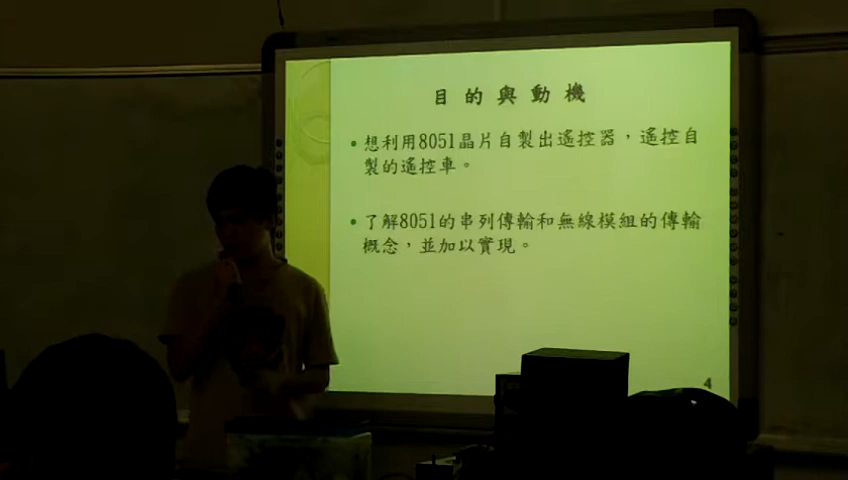 目的與動機
•想利用8051晶片自製出遙控器，遙控自
製的遙控車。
•了解8051的串列傳輸和無線模組的傳輸
概念，並加以實現。
4